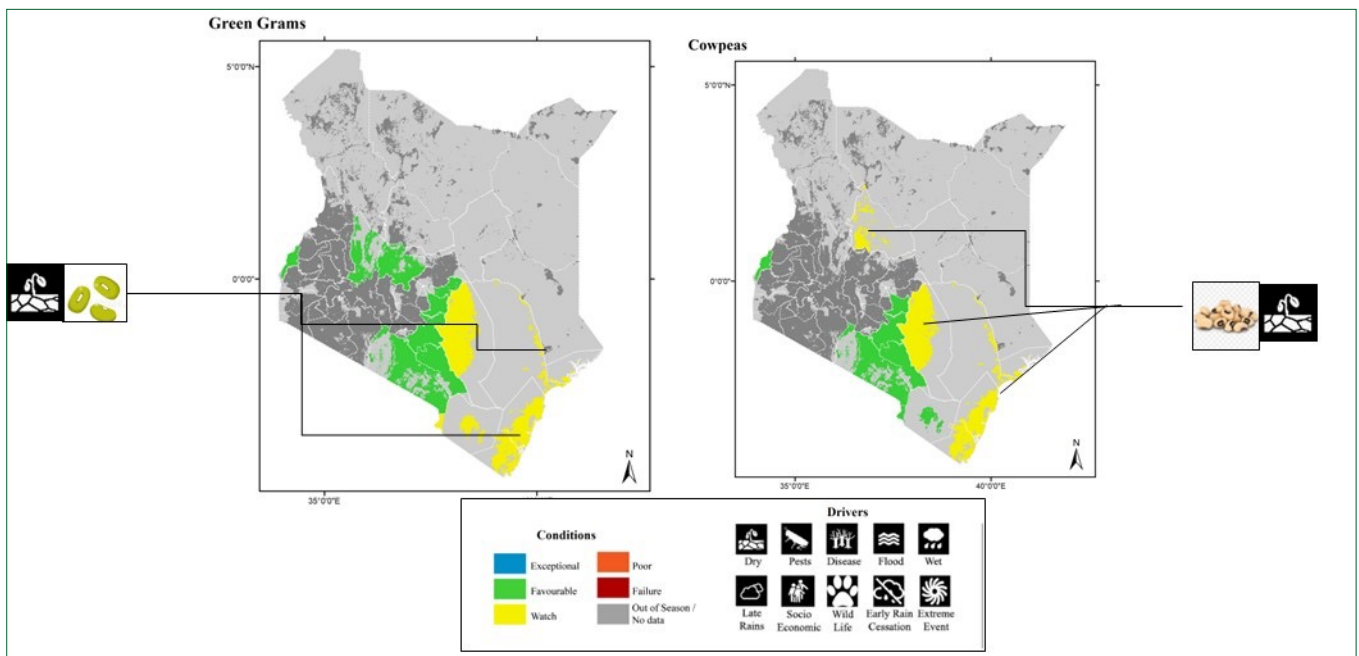 Green Grams
Cowpeas
5°0'0"N
5°0'0"N
0°0'0"
0°0'0"
N
N
35°0'0"E
35°0'0"E
40°0'0"E
Conditions
Exceptional
Poor
Favourable
Failure
Watch
Out of Season /
No data
Drivers
Dry
Pests
Disease
Flood
Wet
Late
Rains
Socio
Economic
Wild
Life
Early Rain
Cessation
Extreme
Event